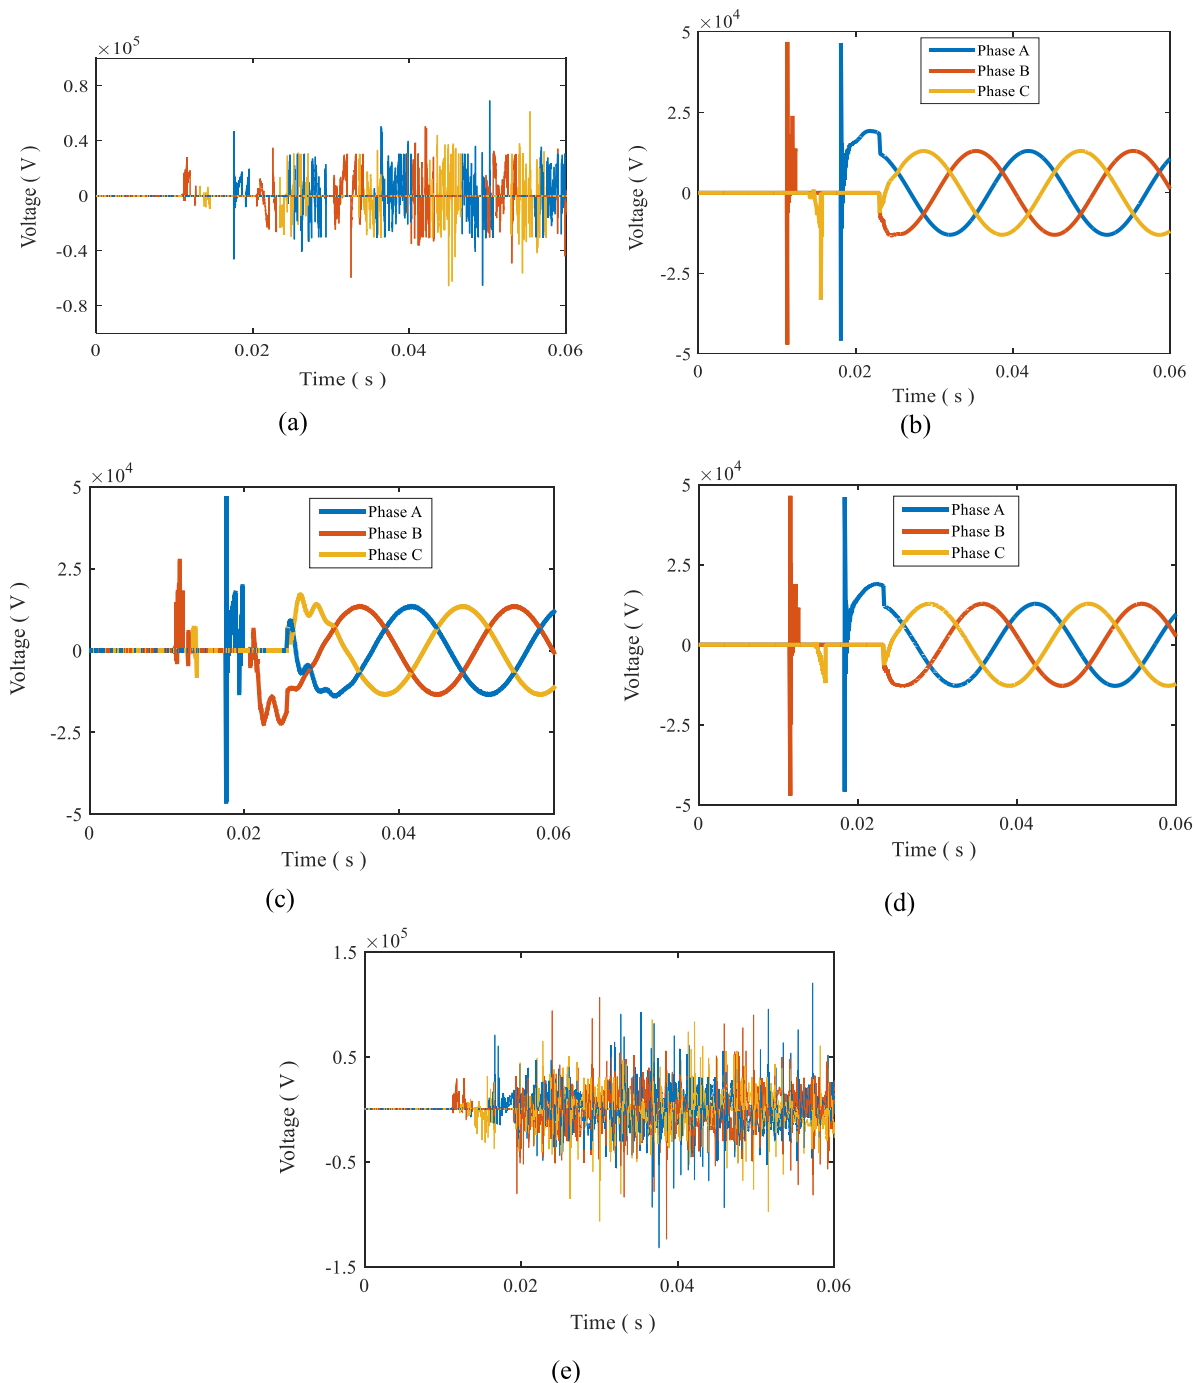 ×10^5
0.8
0.4
0
-0.4
-0.8
Voltage ( V )
0 0.02 0.04 0.06
Time ( s )
(a)
×10^4
5
2.5
0
-2.5
-5
Voltage ( V )
Phase A
Phase B
Phase C
0 0.02 0.04 0.06
Time ( s )
(b)
×10^4
5
2.5
0
-2.5
-5
Voltage ( V )
Phase A
Phase B
Phase C
0 0.02 0.04 0.06
Time ( s )
(c)
×10^4
5
2.5
0
-2.5
-5
Voltage ( V )
Phase A
Phase B
Phase C
0 0.02 0.04 0.06
Time ( s )
(d)
×10^5
1.5
0.5
-0.5
-1.5
Voltage ( V )
0 0.02 0.04 0.06
Time ( s )
(e)